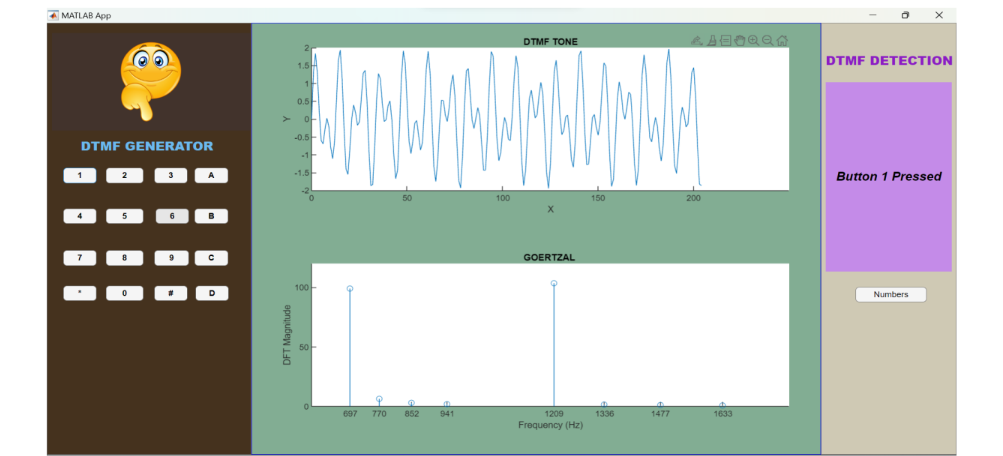 MATLAB App
DTMF GENERATOR
1 2 3 A
4 5 6 B
7 8 9 C
* 0 # D
DTMF TONE
2
1.5
1
0.5
0
-0.5
-1
-1.5
-2
Y
0 50 100 150 200
X
GOERTZAL
100
50
0
DFT Magnitude
697 770 852 941 1209 1336 1477 1633
Frequency (Hz)
DTMF DETECTION
Button 1 Pressed
Numbers